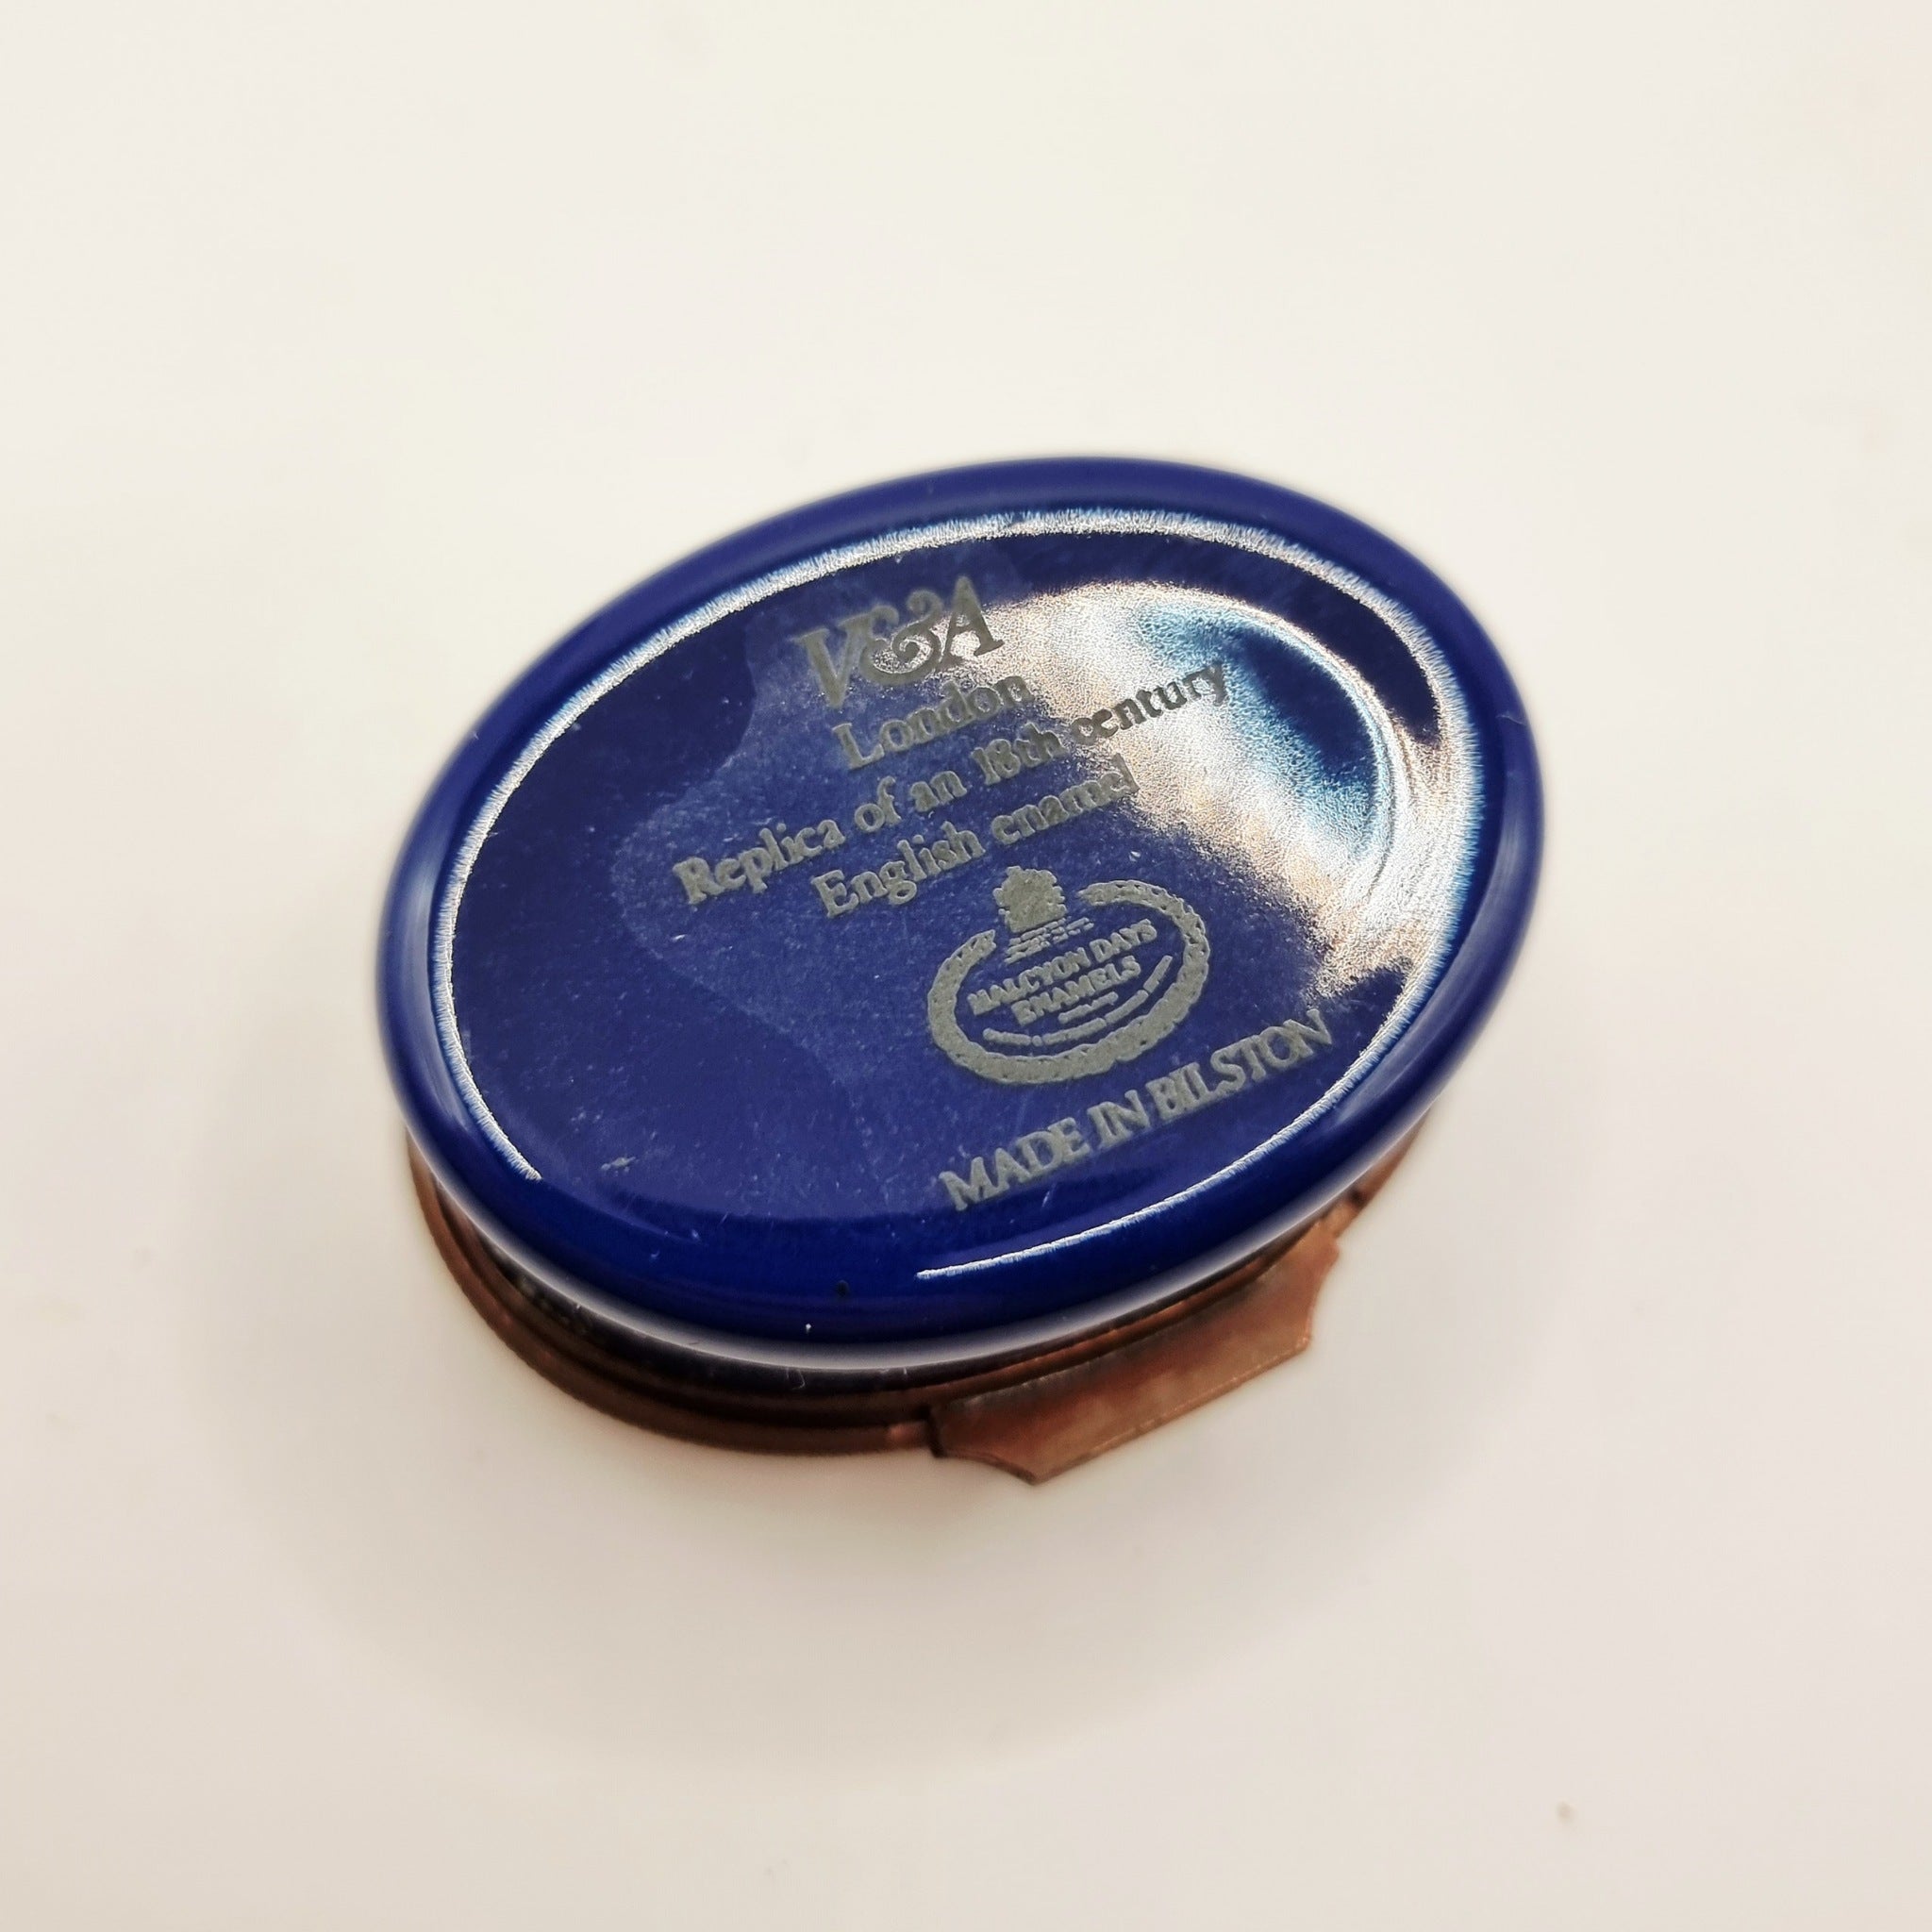 V&A
London
Replica of an 18th century
English enamel
HALCYON DAYS
ENAMELS
MADE IN BILSTON